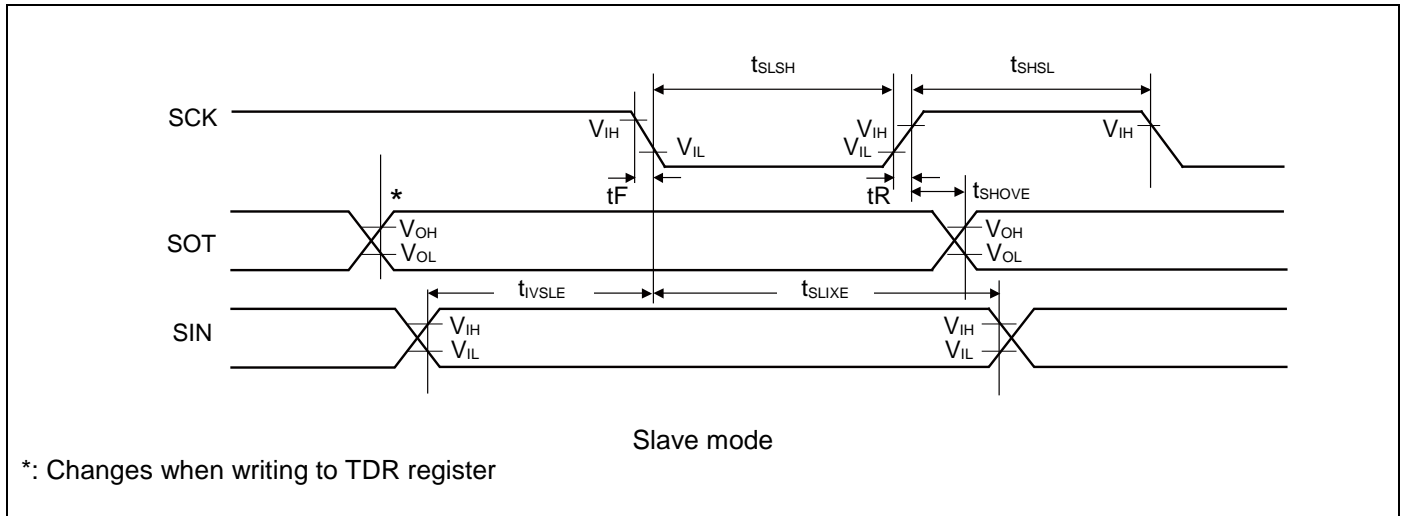 tSLSH
tSHSL
SCK
VIH
VIL
VIL
VIH
VIH
tF
tR
tSHOVE
*
SOT
VOH
VOL
VOH
VOL
tIVSLE
tSLIXE
SIN
VIH
VIL
VIH
VIL
Slave mode
*: Changes when writing to TDR register